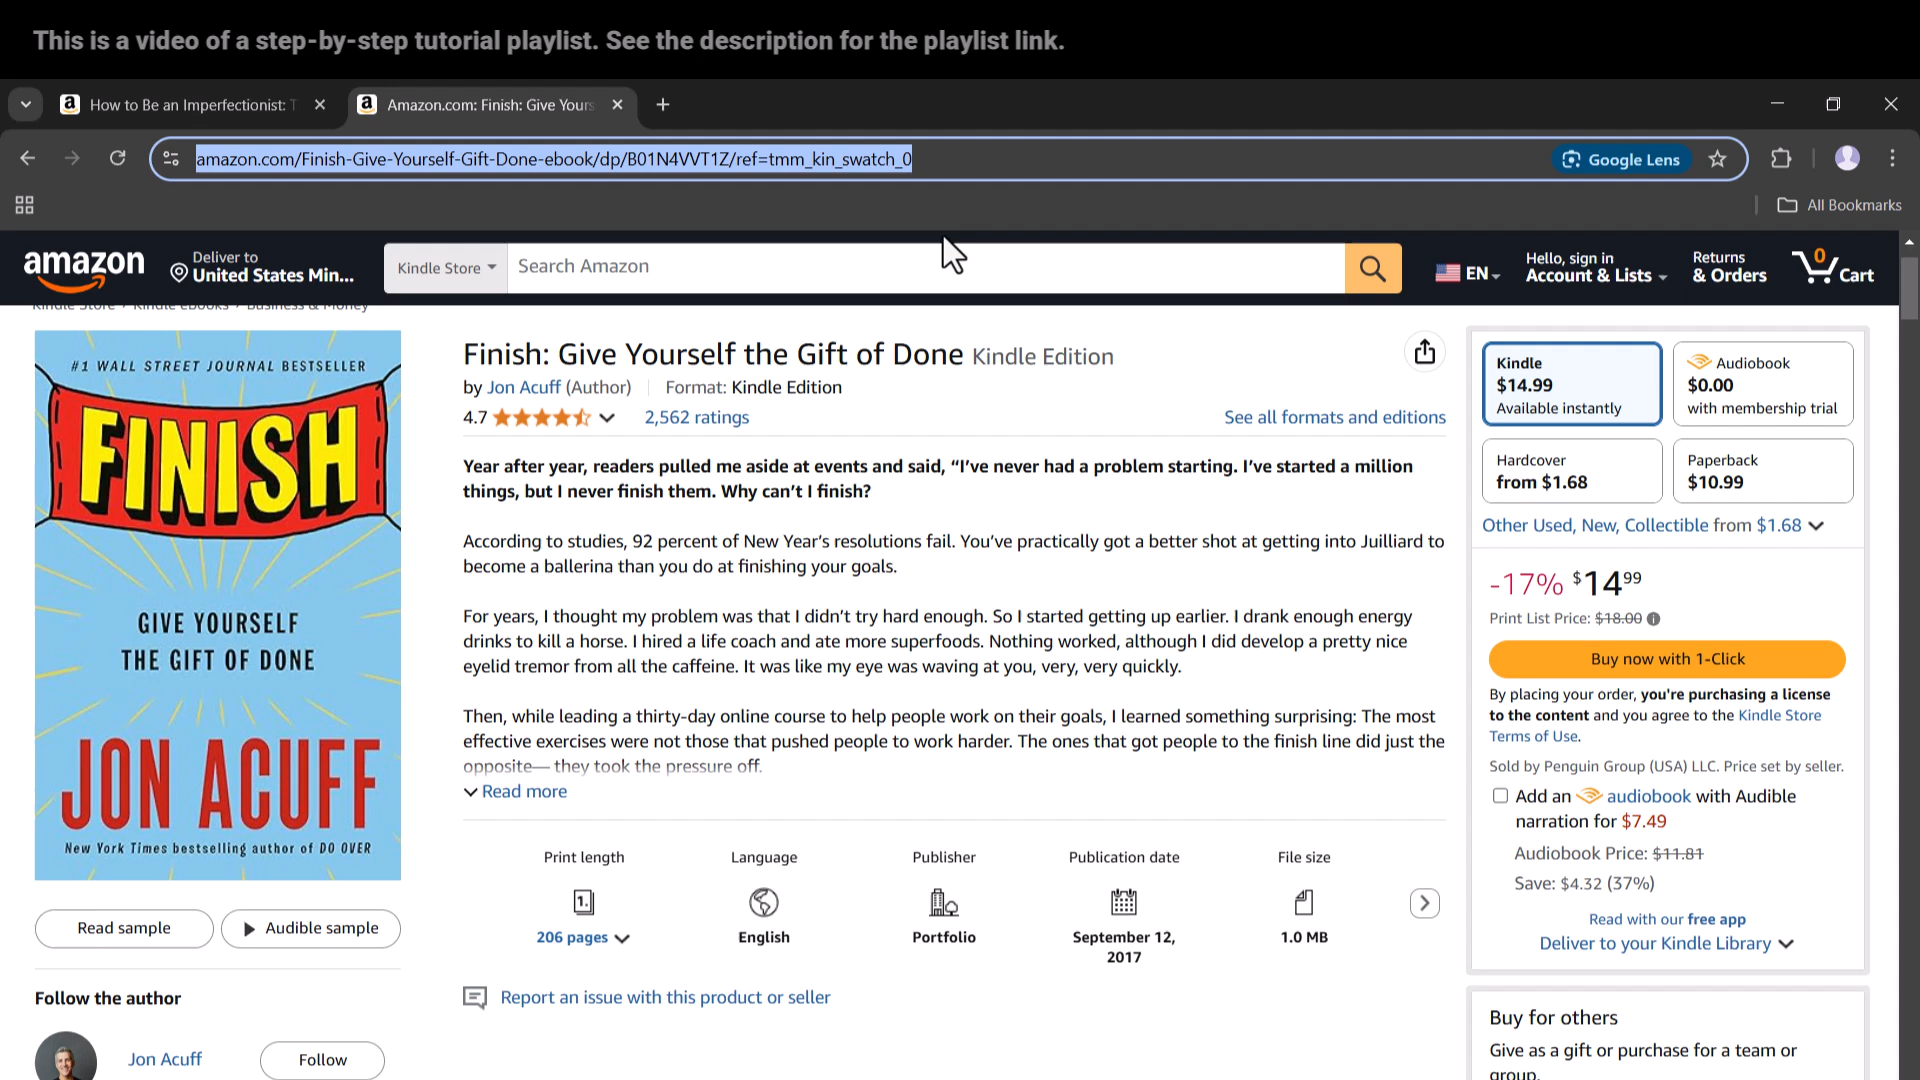 This is a video of a step-by-step tutorial playlist. See the description for the playlist link.
How to Be an Imperfectionist: T
Amazon.com: Finish: Give Yours
amazon.com/Finish-Give-Yourself-Gift-Done-ebook/dp/B01N4VVT1Z/ref=tmm_kin_swatch_0
Google Lens
All Bookmarks
amazon
Deliver to
United States Min...
Kindle Store
Search Amazon
EN
Hello, sign in
Account & Lists
Returns
& Orders
0
Cart
Kindle Store › Kindle eBooks › Business & Money
#1 WALL STREET JOURNAL BESTSELLER
FINISH
GIVE YOURSELF
THE GIFT OF DONE
JON ACUFF
New York Times bestselling author of DO OVER
Read sample
Audible sample
Follow the author
Jon Acuff
Follow
Finish: Give Yourself the Gift of Done Kindle Edition
by Jon Acuff (Author)
Format: Kindle Edition
4.7
2,562 ratings
See all formats and editions
Year after year, readers pulled me aside at events and said, “I’ve never had a problem starting. I’ve started a million
things, but I never finish them. Why can’t I finish?
According to studies, 92 percent of New Year’s resolutions fail. You’ve practically got a better shot at getting into Juilliard to
become a ballerina than you do at finishing your goals.
For years, I thought my problem was that I didn’t try hard enough. So I started getting up earlier. I drank enough energy
drinks to kill a horse. I hired a life coach and ate more superfoods. Nothing worked, although I did develop a pretty nice
eyelid tremor from all the caffeine. It was like my eye was waving at you, very, very quickly.
Then, while leading a thirty-day online course to help people work on their goals, I learned something surprising: The most
effective exercises were not those that pushed people to work harder. The ones that got people to the finish line did just the
opposite— they took the pressure off.
Read more
Print length
206 pages
Language
English
Publisher
Portfolio
Publication date
September 12,
2017
File size
1.0 MB
Report an issue with this product or seller
Kindle
$14.99
Available instantly
Audiobook
$0.00
with membership trial
Hardcover
from $1.68
Paperback
$10.99
Other Used, New, Collectible from $1.68
-17% $14 99
Print List Price: $18.00
Buy now with 1-Click
By placing your order, you're purchasing a license
to the content and you agree to the Kindle Store
Terms of Use.
Sold by Penguin Group (USA) LLC. Price set by seller.
Add an audiobook with Audible
narration for $7.49
Audiobook Price: $11.81
Save: $4.32 (37%)
Read with our free app
Deliver to your Kindle Library
Buy for others
Give as a gift or purchase for a team or
group.